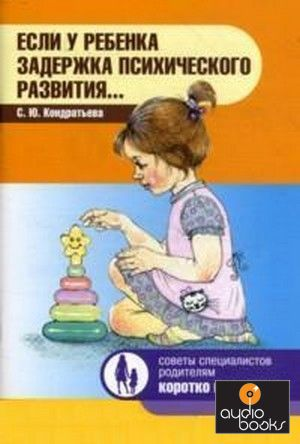 ЕСЛИ У РЕБЕНКА
ЗАДЕРЖКА ПСИХИЧЕСКОГО
РАЗВИТИЯ...
С. Ю. Кондратьева
советы специалистов
родителям
коротко
audio
books